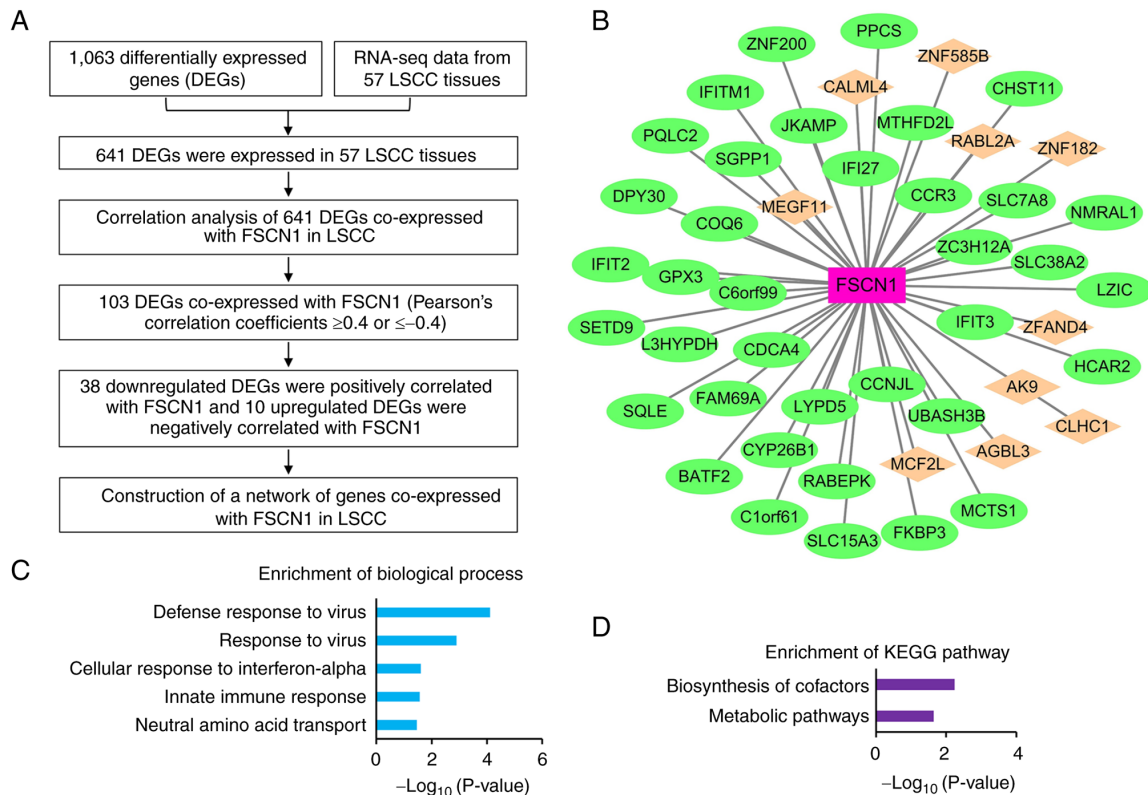 A
1,063 differentially expressed
genes (DEGs)
RNA-seq data from
57 LSCC tissues
641 DEGs were expressed in 57 LSCC tissues
Correlation analysis of 641 DEGs co-expressed
with FSCN1 in LSCC
103 DEGs co-expressed with FSCN1 (Pearson's
correlation coefficients ≥0.4 or ≤−0.4)
38 downregulated DEGs were positively correlated
with FSCN1 and 10 upregulated DEGs were
negatively correlated with FSCN1
Construction of a network of genes co-expressed
with FSCN1 in LSCC
B
PPCS
ZNF200
ZNF585B
CALML4
CHST11
IFITM1
JKAMP
MTHFD2L
PQLC2
RABL2A
ZNF182
SGPP1
IFI27
DPY30
MEGF11
CCR3
SLC7A8
NMRAL1
COQ6
ZC3H12A
SLC38A2
IFIT2
GPX3
C6orf99
FSCN1
LZIC
SETD9
L3HYPDH
IFIT3
ZFAND4
CDCA4
HCAR2
SQLE
FAM69A
CCNJL
AK9
LYPD5
UBASH3B
CLHC1
CYP26B1
AGBL3
BATF2
RABEPK
MCF2L
C1orf61
MCTS1
SLC15A3
FKBP3
C
Enrichment of biological process
Defense response to virus
Response to virus
Cellular response to interferon-alpha
Innate immune response
Neutral amino acid transport
0 2 4 6
−Log10 (P-value)
D
Enrichment of KEGG pathway
Biosynthesis of cofactors
Metabolic pathways
0 2 4
−Log10 (P-value)